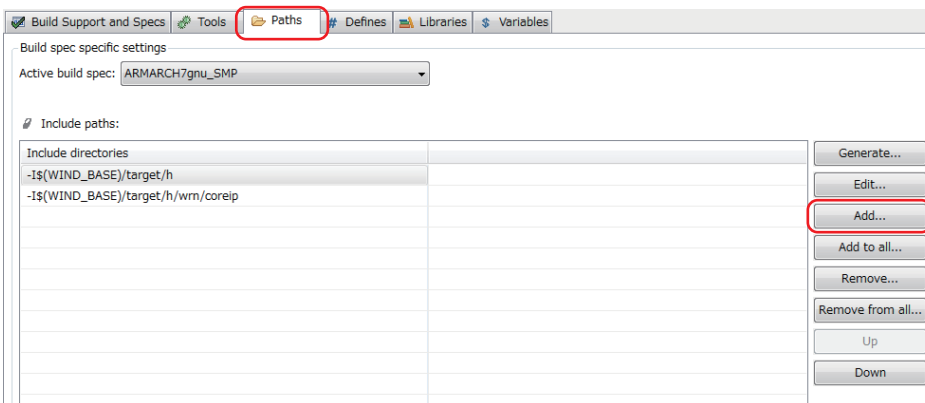 Build Support and Specs Tools Paths # Defines Libraries $ Variables
Build spec specific settings
Active build spec: ARMARCH7gnu_SMP
Include paths:
Include directories
-I$(WIND_BASE)/target/h
-I$(WIND_BASE)/target/h/wrn/coreip
Generate...
Edit...
Add...
Add to all...
Remove...
Remove from all...
Up
Down